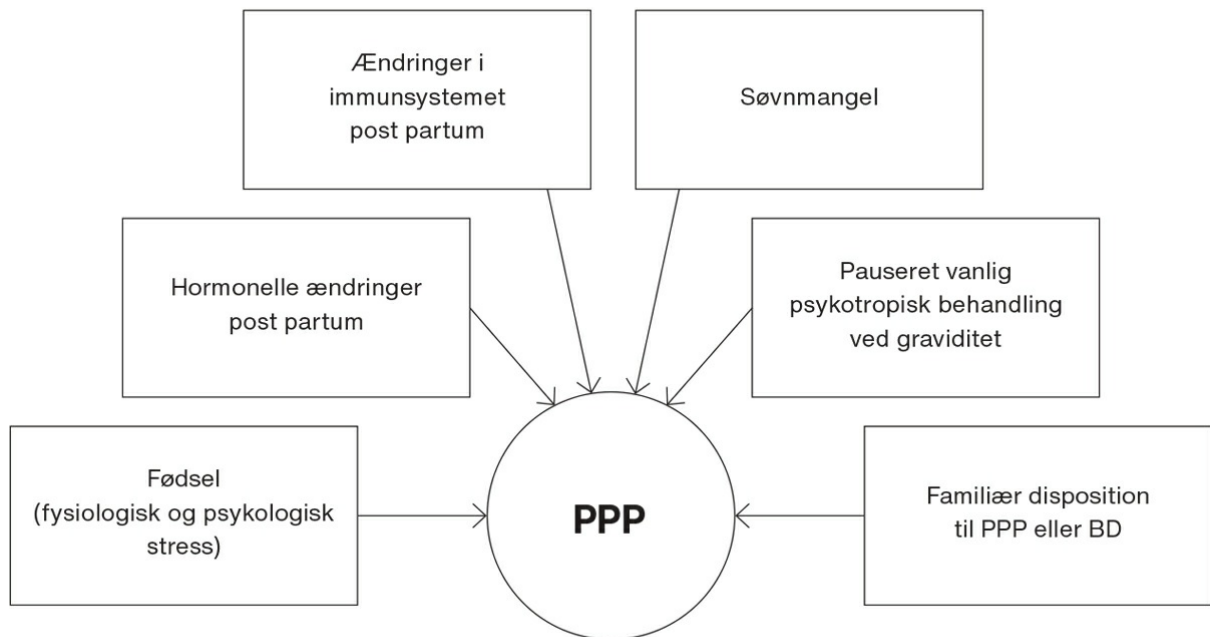 Ændringer i
immunsystemet
post partum
Søvnmangel
Hormonelle ændringer
post partum
Pauseret vanlig
psykotropisk behandling
ved graviditet
Fødsel
(fysiologisk og psykologisk
stress)
PPP
Familiær disposition
til PPP eller BD